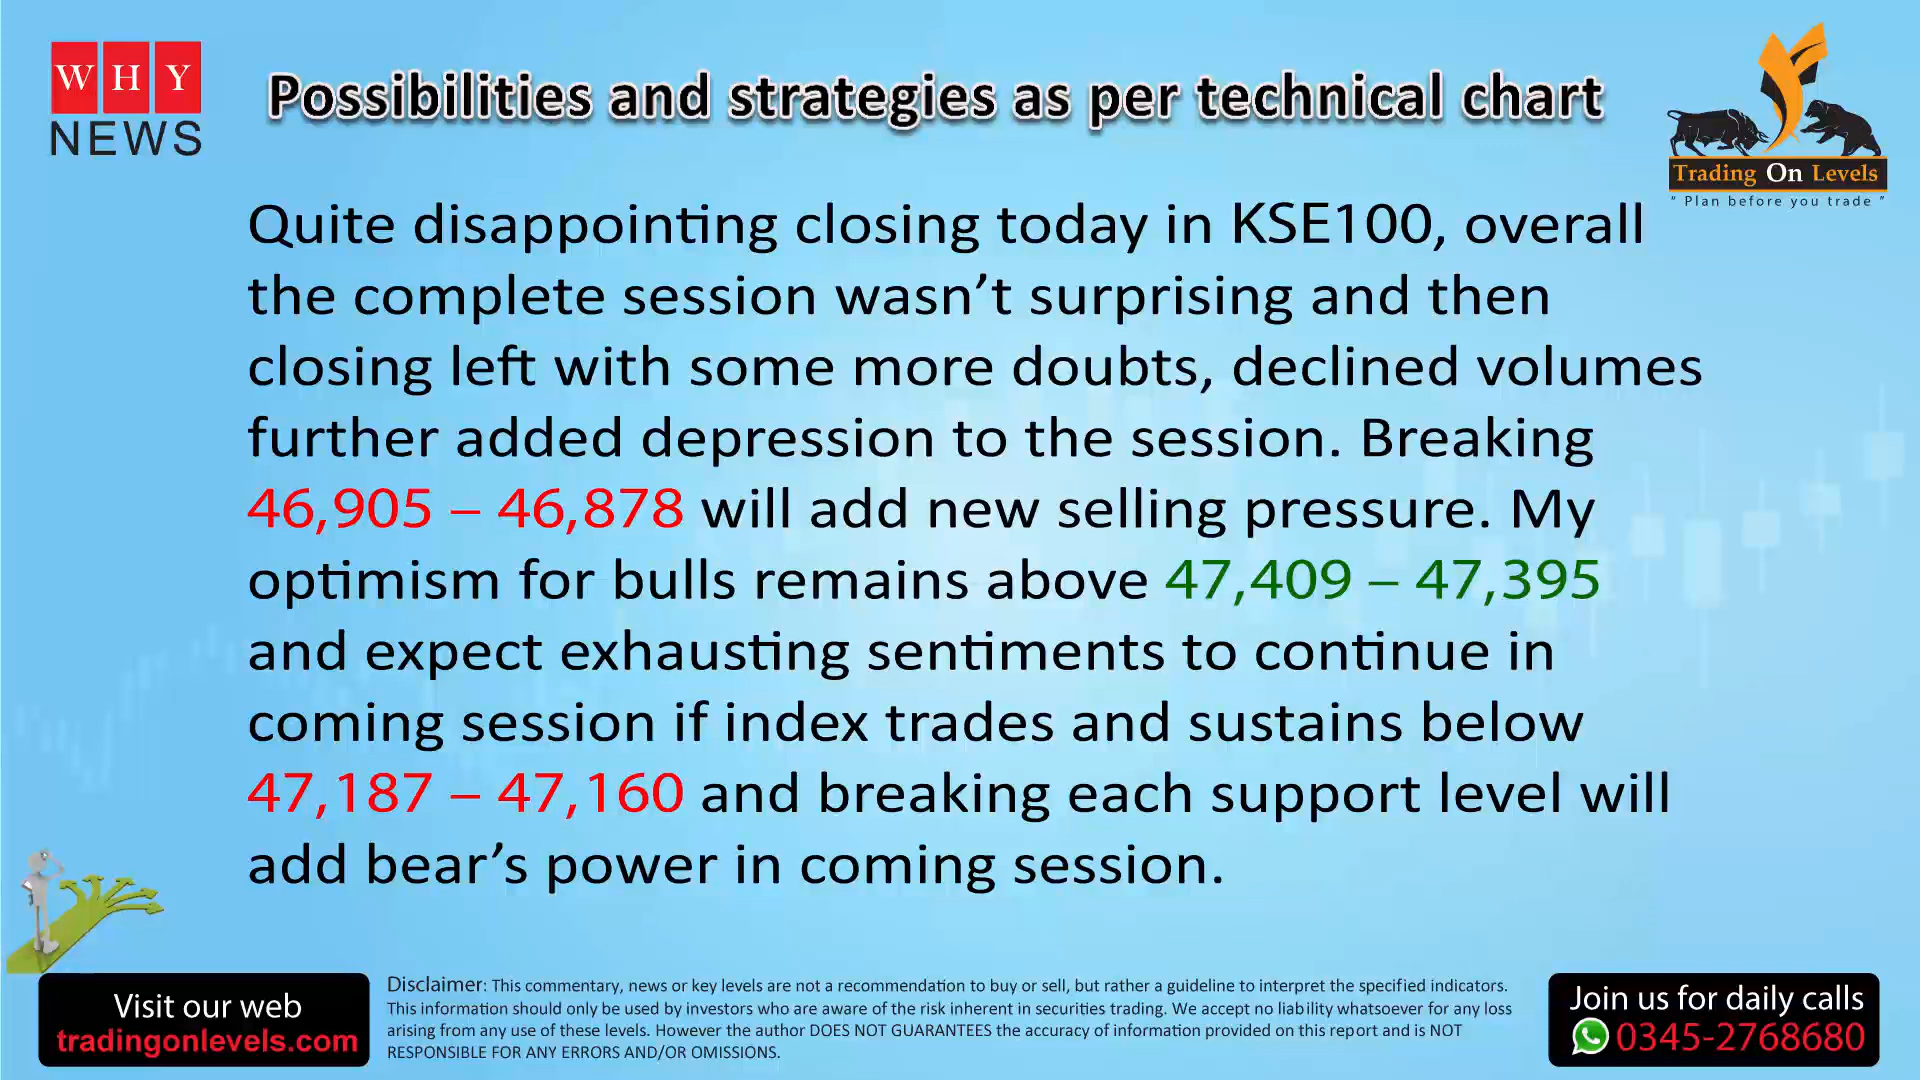 WHY
NEWS
Possibilities and strategies as per technical chart
Trading On Levels
" Plan before you trade "
Quite disappointing closing today in KSE100, overall
the complete session wasn't surprising and then
closing left with some more doubts, declined volumes
further added depression to the session. Breaking
46,905 – 46,878 will add new selling pressure. My
optimism for bulls remains above 47,409 – 47,395
and expect exhausting sentiments to continue in
coming session if index trades and sustains below
47,187 – 47,160 and breaking each support level will
add bear's power in coming session.
Visit our web
tradingonlevels.com
Disclaimer: This commentary, news or key levels are not a recommendation to buy or sell, but rather a guideline to interpret the specified indicators.
This information should only be used by investors who are aware of the risk inherent in securities trading. We accept no liability whatsoever for any loss
arising from any use of these levels. However the author DOES NOT GUARANTEES the accuracy of information provided on this report and is NOT
RESPONSIBLE FOR ANY ERRORS AND/OR OMISSIONS.
Join us for daily calls
0345-2768680